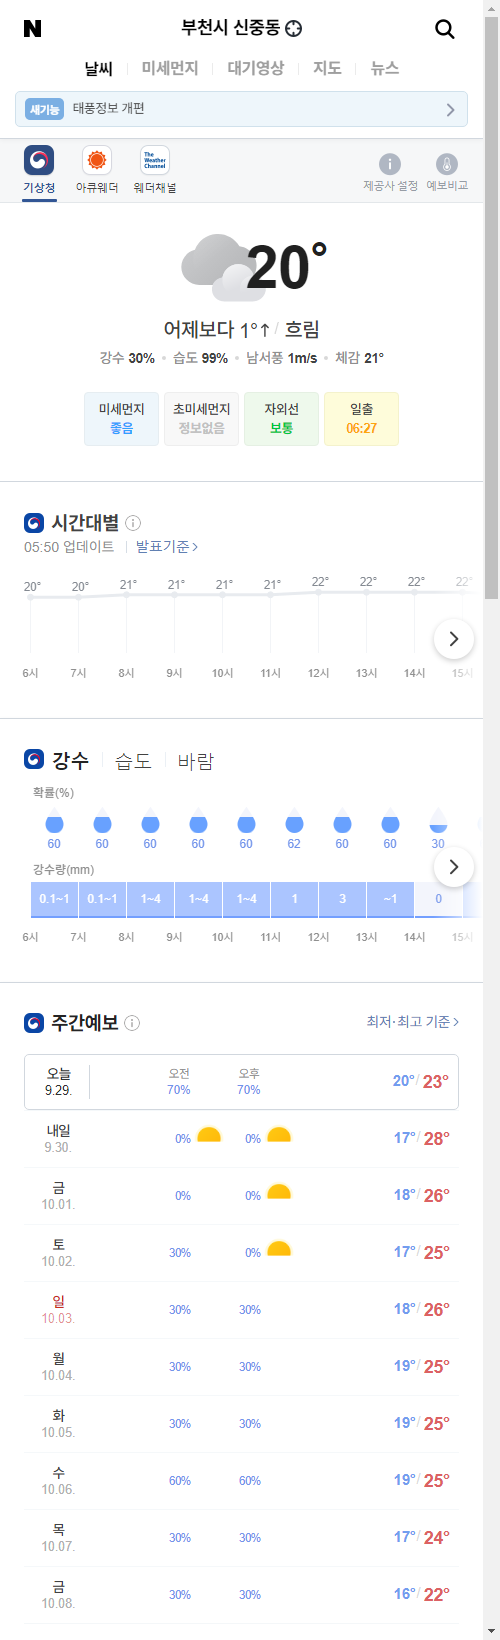 N
부천시 신중동
날씨 미세먼지 대기영상 지도 뉴스
새기능 태풍정보 개편
The Weather Channel
기상청 아큐웨더 웨더채널 제공사 설정 예보비교
20°
어제보다 1°↑ / 흐림
강수 30% • 습도 99% • 남서풍 1m/s • 체감 21°
미세먼지 초미세먼지 자외선 일출
좋음 정보없음 보통 06:27
시간대별
05:50 업데이트 발표기준 >
20° 20° 21° 21° 21° 21° 22° 22° 22° 22°
6시 7시 8시 9시 10시 11시 12시 13시 14시 15시
강수 습도 바람
확률(%)
60 60 60 60 60 62 60 60 30
강수량(mm)
0.1~1 0.1~1 1~4 1~4 1~4 1 3 ~1 0
6시 7시 8시 9시 10시 11시 12시 13시 14시 15시
주간예보 최저·최고 기준 >
오늘 오전 오후
9.29. 70% 70% 20°/ 23°
내일
9.30. 0% 0% 17°/ 28°
금
10.01. 0% 0% 18°/ 26°
토
10.02. 30% 0% 17°/ 25°
일
10.03. 30% 30% 18°/ 26°
월
10.04. 30% 30% 19°/ 25°
화
10.05. 30% 30% 19°/ 25°
수
10.06. 60% 60% 19°/ 25°
목
10.07. 30% 30% 17°/ 24°
금
10.08. 30% 30% 16°/ 22°